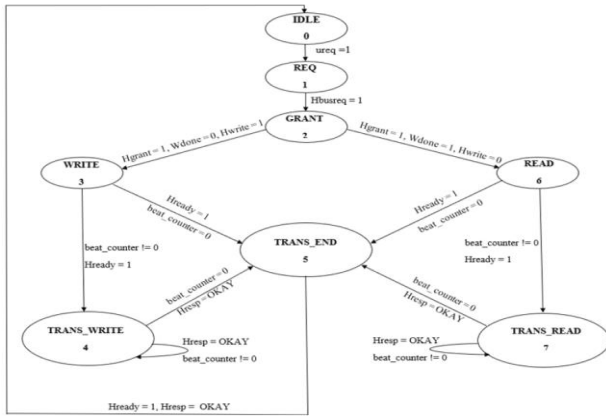 IDLE
0
ureq =1
REQ
1
Hbusreq = 1
GRANT
2
Hgrant = 1, Wdone = 0, Hwrite = 1
Hgrant = 1, Wdone = 1, Hwrite = 0
WRITE
3
READ
6
Hready = 1
beat_counter = 0
Hready = 1
beat_counter = 0
TRANS_END
5
beat_counter != 0
Hready = 1
beat_counter != 0
Hready = 1
beat_counter = 0
Hresp = OKAY
beat_counter = 0
Hresp = OKAY
TRANS_WRITE
4
Hresp = OKAY
beat_counter != 0
Hresp = OKAY
beat_counter != 0
TRANS_READ
7
Hready = 1, Hresp = OKAY